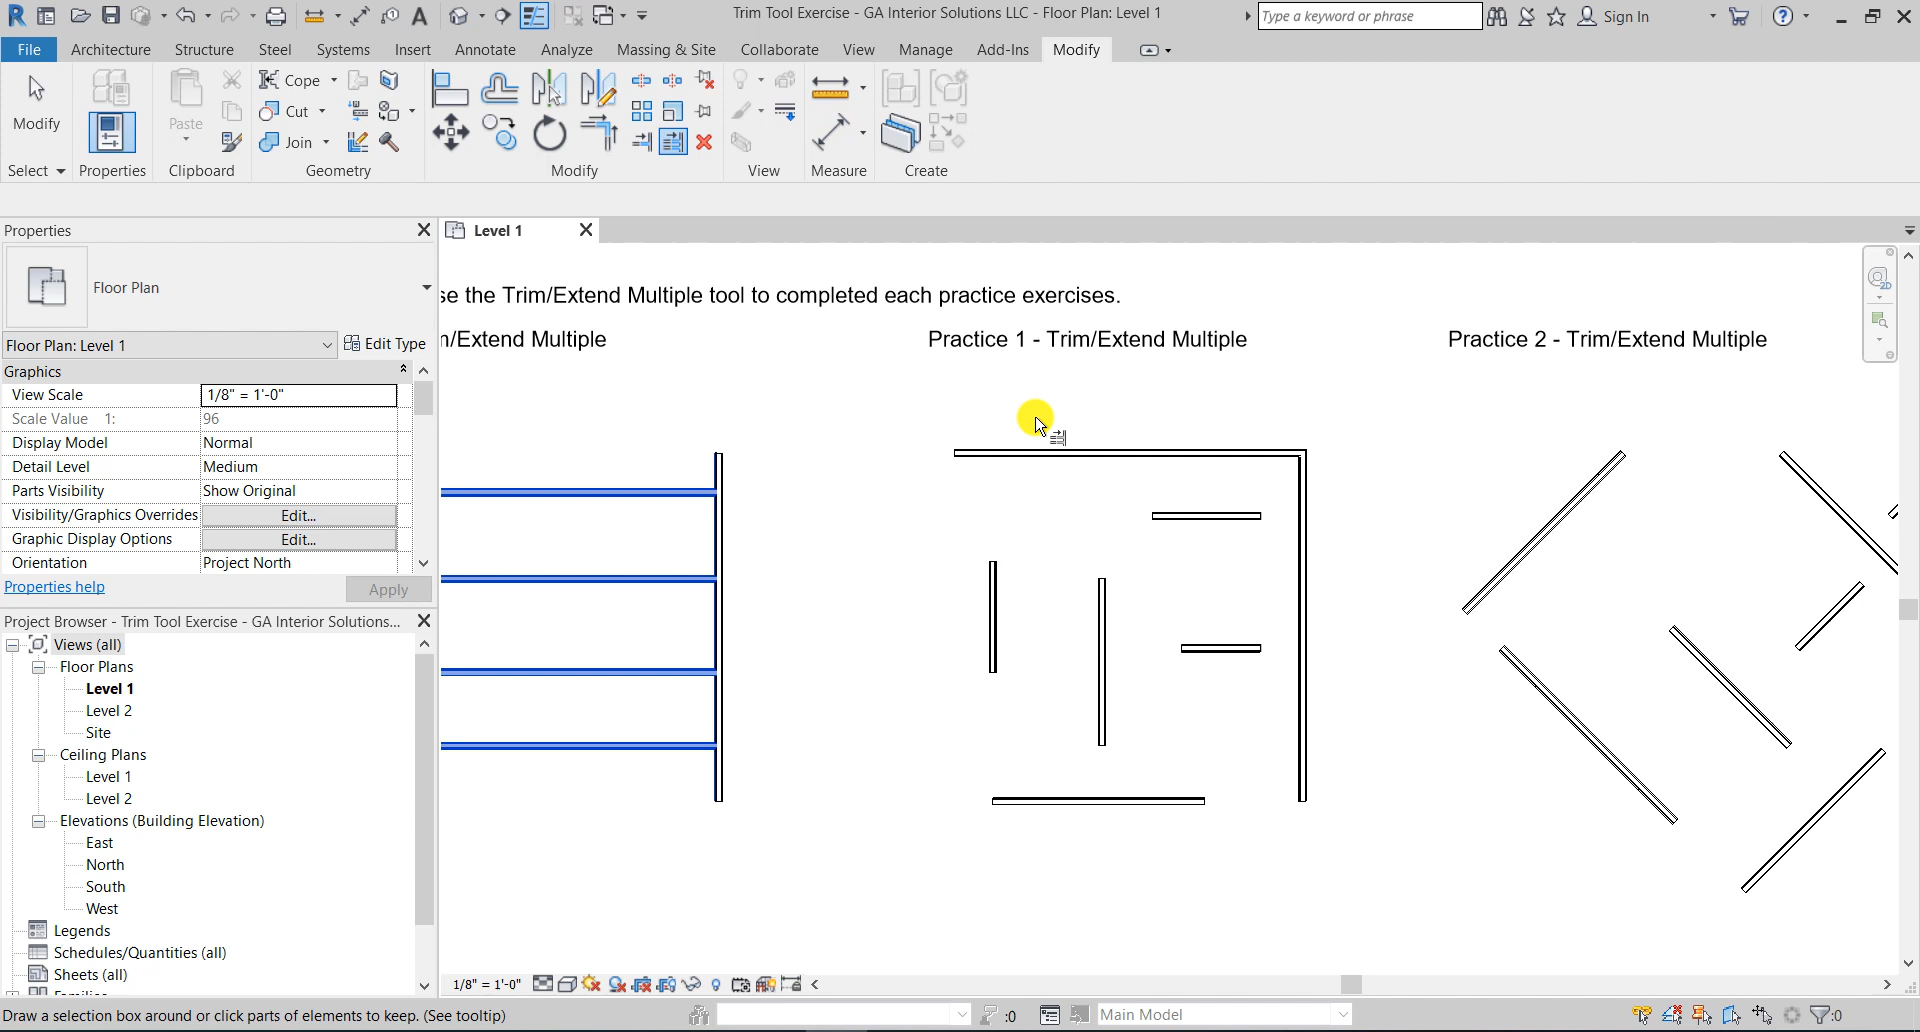 Trim Tool Exercise - GA Interior Solutions LLC - Floor Plan: Level 1
Type a keyword or phrase
Sign In
File Architecture Structure Steel Systems Insert Annotate Analyze Massing & Site Collaborate View Manage Add-Ins Modify
Modify
Paste
Cope
Cut
Join
Select Properties Clipboard Geometry Modify View Measure Create
Properties
Level 1
Floor Plan
Floor Plan: Level 1
Edit Type
Graphics
View Scale 1/8" = 1'-0"
Scale Value 1: 96
Display Model Normal
Detail Level Medium
Parts Visibility Show Original
Visibility/Graphics Overrides Edit...
Graphic Display Options Edit...
Orientation Project North
Properties help
Apply
Project Browser - Trim Tool Exercise - GA Interior Solutions...
Views (all)
Floor Plans
Level 1
Level 2
Site
Ceiling Plans
Level 1
Level 2
Elevations (Building Elevation)
East
North
South
West
Legends
Schedules/Quantities (all)
Sheets (all)
se the Trim/Extend Multiple tool to completed each practice exercises.
m/Extend Multiple
Practice 1 - Trim/Extend Multiple
Practice 2 - Trim/Extend Multiple
1/8" = 1'-0"
Draw a selection box around or click parts of elements to keep. (See tooltip)
:0
Main Model
:0